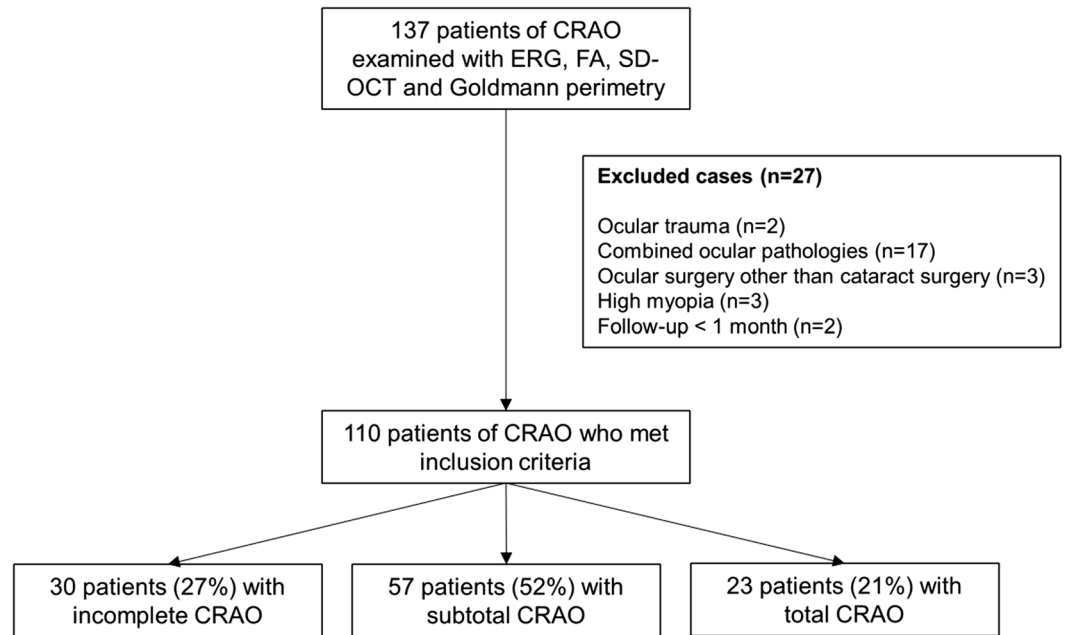 137 patients of CRAO
examined with ERG, FA, SD-
OCT and Goldmann perimetry
Excluded cases (n=27)
Ocular trauma (n=2)
Combined ocular pathologies (n=17)
Ocular surgery other than cataract surgery (n=3)
High myopia (n=3)
Follow-up < 1 month (n=2)
110 patients of CRAO who met
inclusion criteria
30 patients (27%) with
incomplete CRAO
57 patients (52%) with
subtotal CRAO
23 patients (21%) with
total CRAO